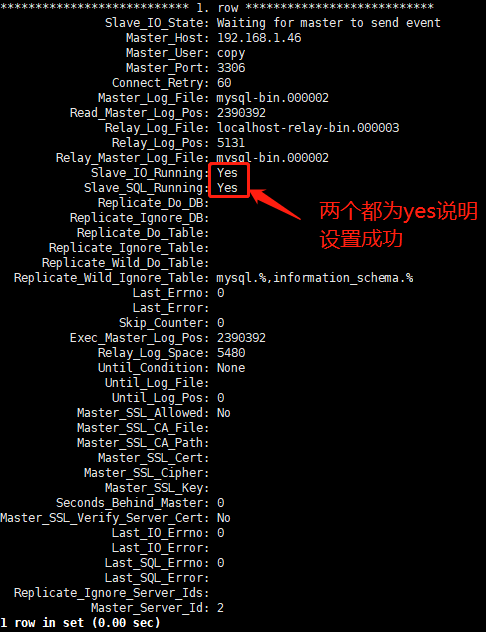 *************************** 1. row ***************************
Slave_IO_State: Waiting for master to send event
Master_Host: 192.168.1.46
Master_User: copy
Master_Port: 3306
Connect_Retry: 60
Master_Log_File: mysql-bin.000002
Read_Master_Log_Pos: 2390392
Relay_Log_File: localhost-relay-bin.000003
Relay_Log_Pos: 5131
Relay_Master_Log_File: mysql-bin.000002
Slave_IO_Running: Yes
Slave_SQL_Running: Yes
Replicate_Do_DB:
两个都为yes说明
Replicate_Ignore_DB:
Replicate_Do_Table:
设置成功
Replicate_Ignore_Table:
Replicate_Wild_Do_Table:
Replicate_Wild_Ignore_Table: mysql.%,information_schema.%
Last_Errno: 0
Last_Error:
Skip_Counter: 0
Exec_Master_Log_Pos: 2390392
Relay_Log_Space: 5480
Until_Condition: None
Until_Log_File:
Until_Log_Pos: 0
Master_SSL_Allowed: No
Master_SSL_CA_File:
Master_SSL_CA_Path:
Master_SSL_Cert:
Master_SSL_Cipher:
Master_SSL_Key:
Seconds_Behind_Master: 0
Master_SSL_Verify_Server_Cert: No
Last_IO_Errno: 0
Last_IO_Error:
Last_SQL_Errno: 0
Last_SQL_Error:
Replicate_Ignore_Server_Ids:
Master_Server_Id: 2
1 row in set (0.00 sec)